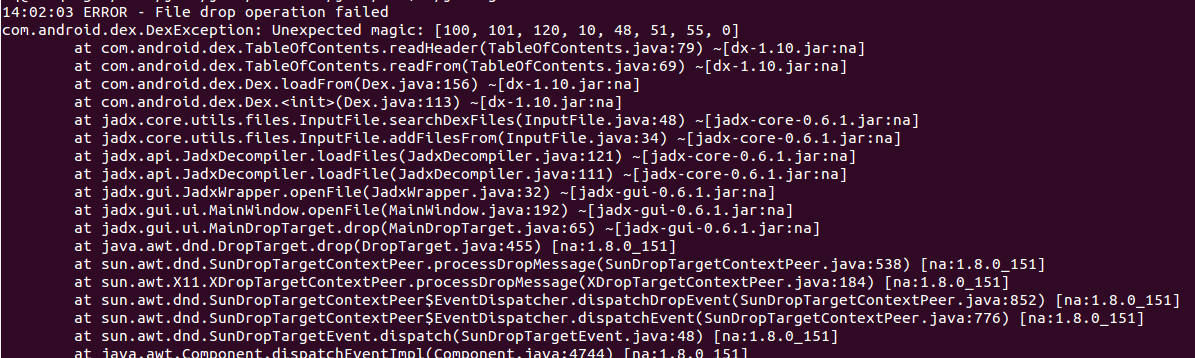 14:02:03 ERROR - File drop operation failed
com.android.dex.DexException: Unexpected magic: [100, 101, 120, 10, 48, 51, 55, 0]
at com.android.dex.TableOfContents.readHeader(TableOfContents.java:79) ~[dx-1.10.jar:na]
at com.android.dex.TableOfContents.readFrom(TableOfContents.java:69) ~[dx-1.10.jar:na]
at com.android.dex.Dex.loadFrom(Dex.java:156) ~[dx-1.10.jar:na]
at com.android.dex.Dex.<init>(Dex.java:113) ~[dx-1.10.jar:na]
at jadx.core.utils.files.InputFile.searchDexFiles(InputFile.java:48) ~[jadx-core-0.6.1.jar:na]
at jadx.core.utils.files.InputFile.addFilesFrom(InputFile.java:34) ~[jadx-core-0.6.1.jar:na]
at jadx.api.JadxDecompiler.loadFiles(JadxDecompiler.java:121) ~[jadx-core-0.6.1.jar:na]
at jadx.api.JadxDecompiler.loadFile(JadxDecompiler.java:111) ~[jadx-core-0.6.1.jar:na]
at jadx.gui.JadxWrapper.openFile(JadxWrapper.java:32) ~[jadx-gui-0.6.1.jar:na]
at jadx.gui.ui.MainWindow.openFile(MainWindow.java:192) ~[jadx-gui-0.6.1.jar:na]
at jadx.gui.ui.MainDropTarget.drop(MainDropTarget.java:65) ~[jadx-gui-0.6.1.jar:na]
at java.awt.dnd.DropTarget.drop(DropTarget.java:455) [na:1.8.0_151]
at sun.awt.dnd.SunDropTargetContextPeer.processDropMessage(SunDropTargetContextPeer.java:538) [na:1.8.0_151]
at sun.awt.X11.XDropTargetContextPeer.processDropMessage(XDropTargetContextPeer.java:184) [na:1.8.0_151]
at sun.awt.dnd.SunDropTargetContextPeer$EventDispatcher.dispatchDropEvent(SunDropTargetContextPeer.java:852) [na:1.8.0_151]
at sun.awt.dnd.SunDropTargetContextPeer$EventDispatcher.dispatchEvent(SunDropTargetContextPeer.java:776) [na:1.8.0_151]
at sun.awt.dnd.SunDropTargetEvent.dispatch(SunDropTargetEvent.java:48) [na:1.8.0_151]
at java.awt.Component.dispatchEventImpl(Component.java:4744) [na:1.8.0_151]